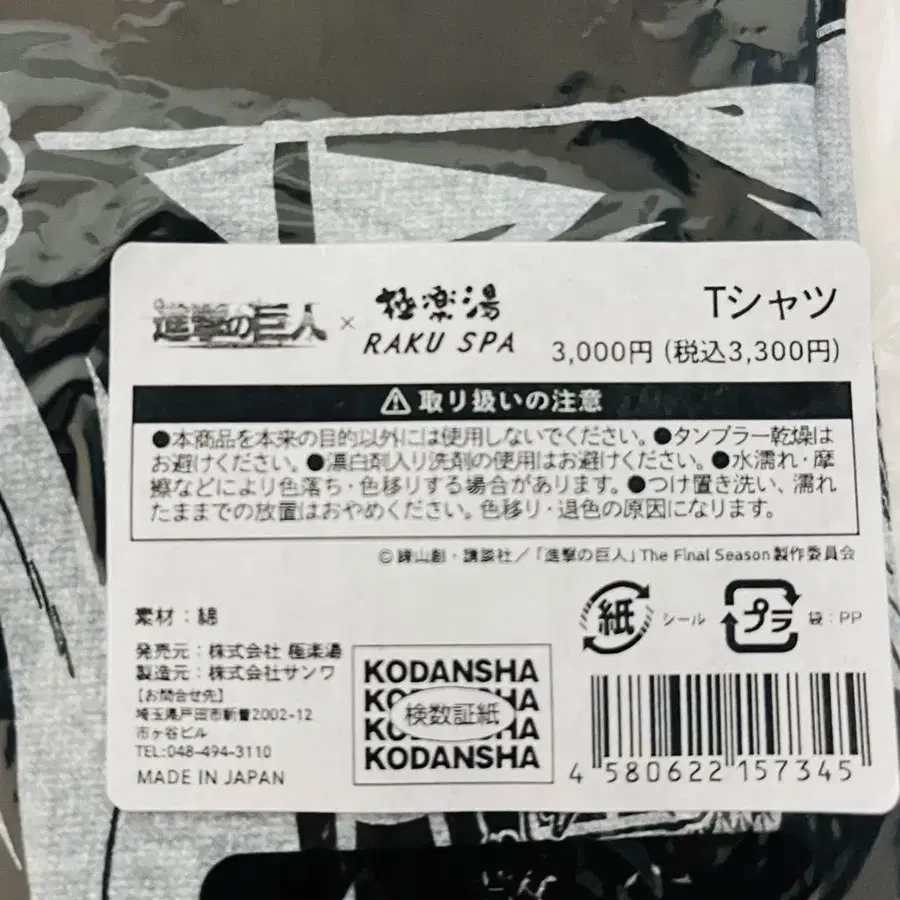 進撃の巨人 × 極楽湯 RAKU SPA
Tシャツ
3,000円 (税込3,300円)
⚠取り扱いの注意
●本商品を本来の目的以外には使用しないでください。●タンブラー乾燥は
お避けください。●漂白剤入り洗剤の使用はお避けください。●水濡れ・摩
擦などにより色落ち・色移りする場合があります。●つけ置き洗い、濡れ
たままでの放置はおやめください。色移り・退色の原因になります。
©諫山創・講談社／「進撃の巨人」The Final Season製作委員会
素材：綿
紙 シール
プラ 袋：PP
発売元：株式会社 極楽湯
製造元：株式会社サンワ
【お問合せ先】
埼玉県戸田市新曽2002-12
市ヶ谷ビル
TEL:048-494-3110
MADE IN JAPAN
KODANSHA
KODANSHA
検数証紙
KODANSHA
KODANSHA
4 580622 157345